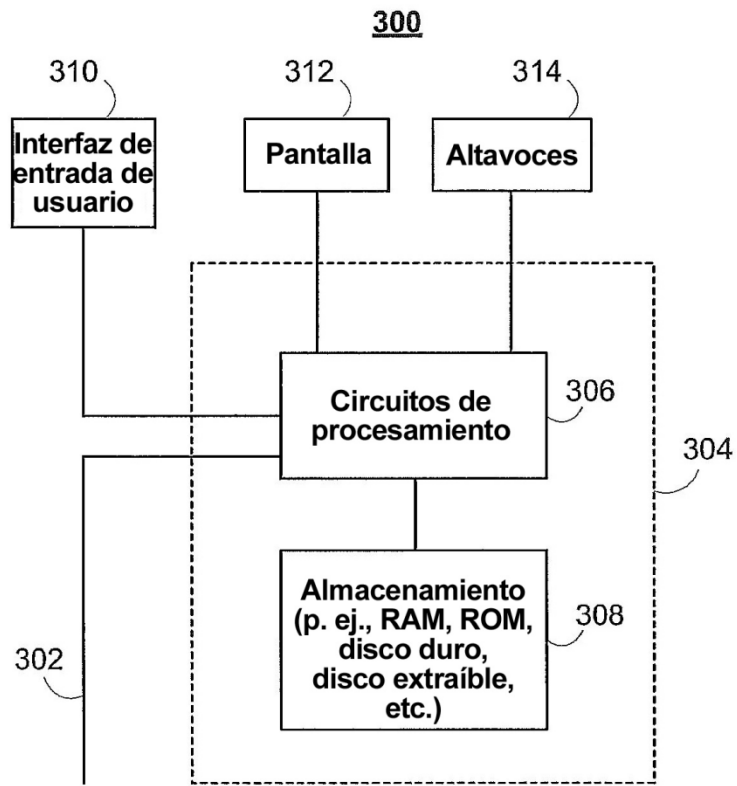 300
310
312
314
Interfaz de
entrada de
usuario
Pantalla
Altavoces
Circuitos de
procesamiento
306
304
Almacenamiento
(p. ej., RAM, ROM,
disco duro,
disco extraíble,
etc.)
308
302